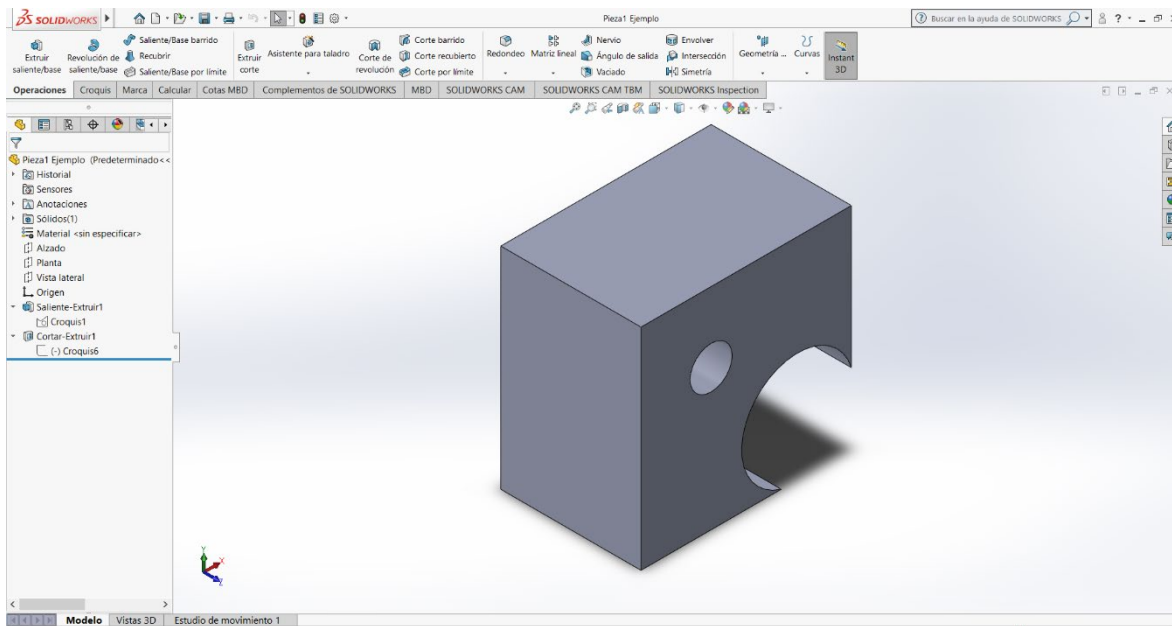 SOLIDWORKS
Pieza1 Ejemplo
Buscar en la ayuda de SOLIDWORKS
Extruir saliente/base
Revolución de saliente/base
Saliente/Base barrido
Recubrir
Saliente/Base por límite
Extruir corte
Asistente para taladro
Corte de revolución
Corte barrido
Corte recubierto
Corte por límite
Redondeo
Matriz lineal
Nervio
Ángulo de salida
Vaciado
Envolver
Intersección
Simetría
Geometría ...
Curvas
Instant 3D
Operaciones
Croquis
Marca
Calcular
Cotas MBD
Complementos de SOLIDWORKS
MBD
SOLIDWORKS CAM
SOLIDWORKS CAM TBM
SOLIDWORKS Inspection
Pieza1 Ejemplo (Predeterminado<<
Historial
Sensores
Anotaciones
Sólidos(1)
Material <sin especificar>
Alzado
Planta
Vista lateral
Origen
Saliente-Extruir1
Croquis1
Cortar-Extruir1
(-) Croquis6
Y
X
Z
Modelo
Vistas 3D
Estudio de movimiento 1